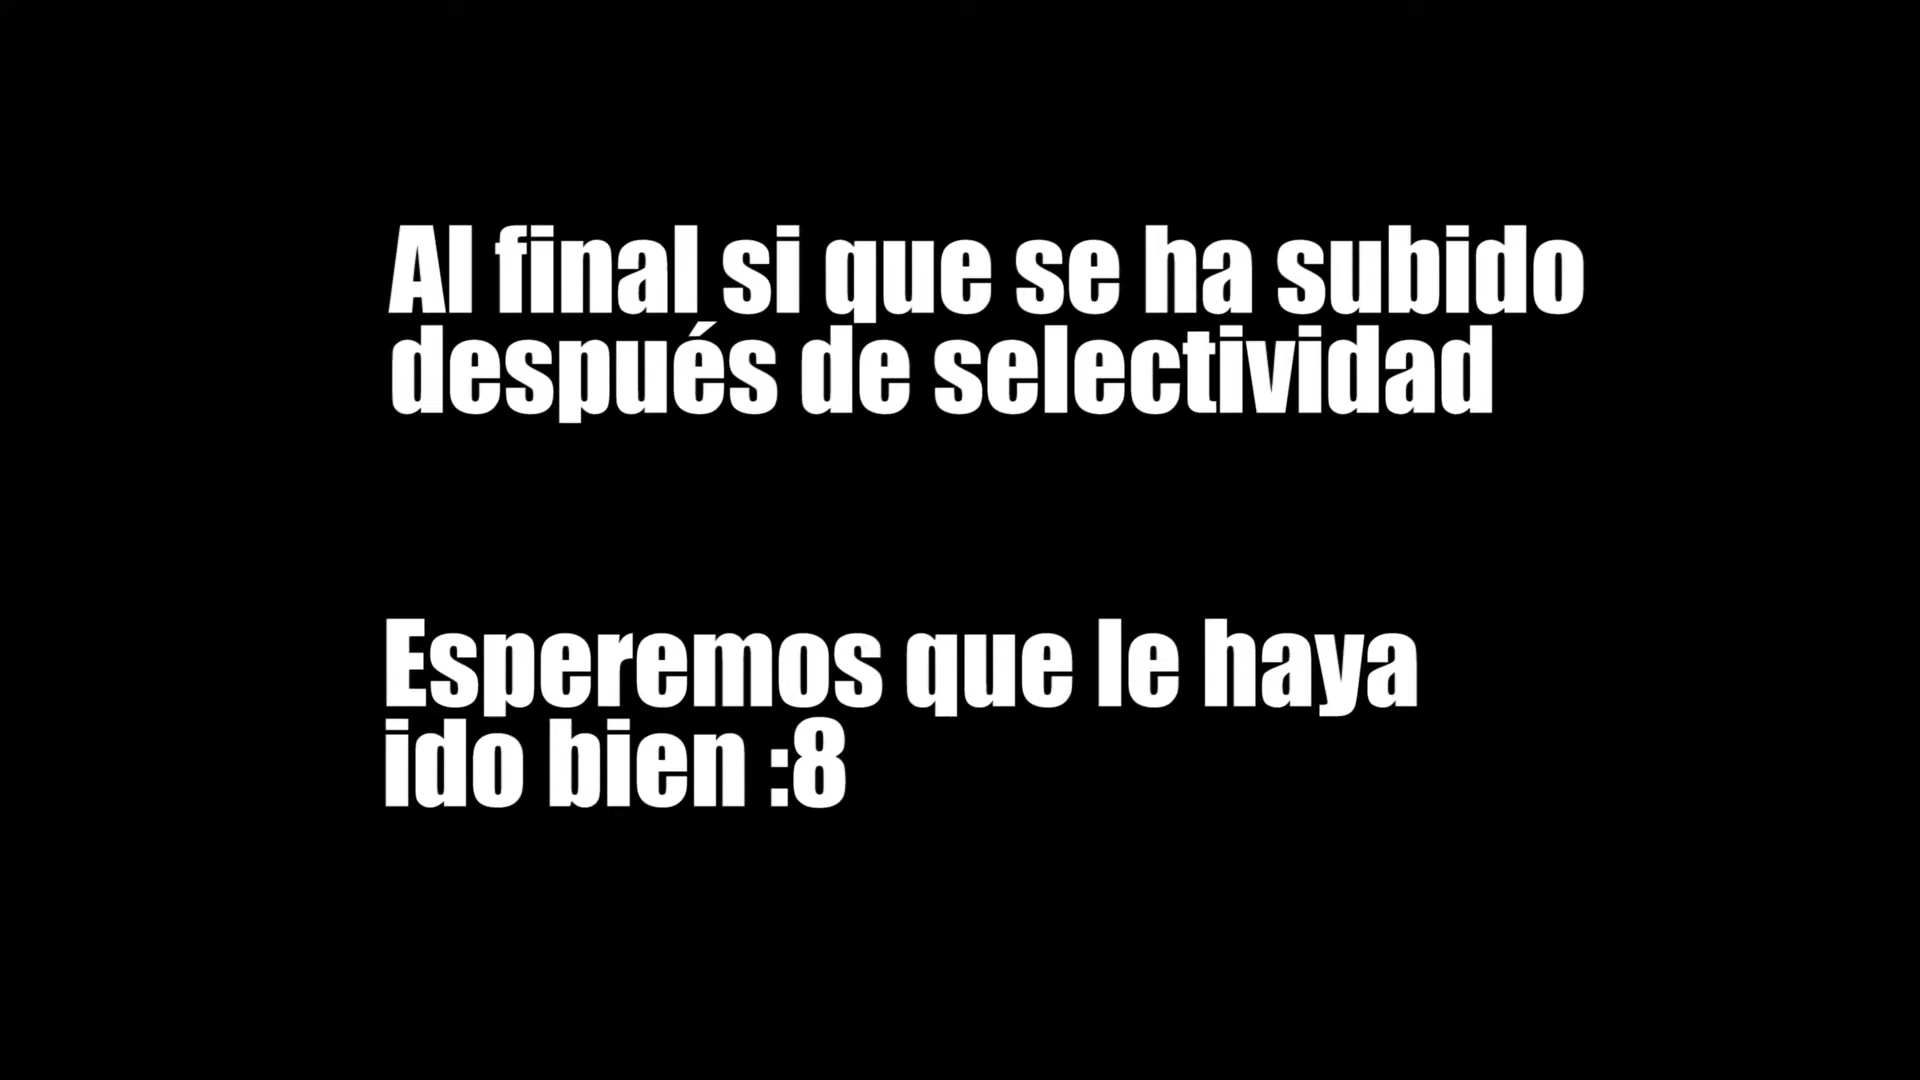 Al final si que se ha subido
después de selectividad
Esperemos que le haya
ido bien :8